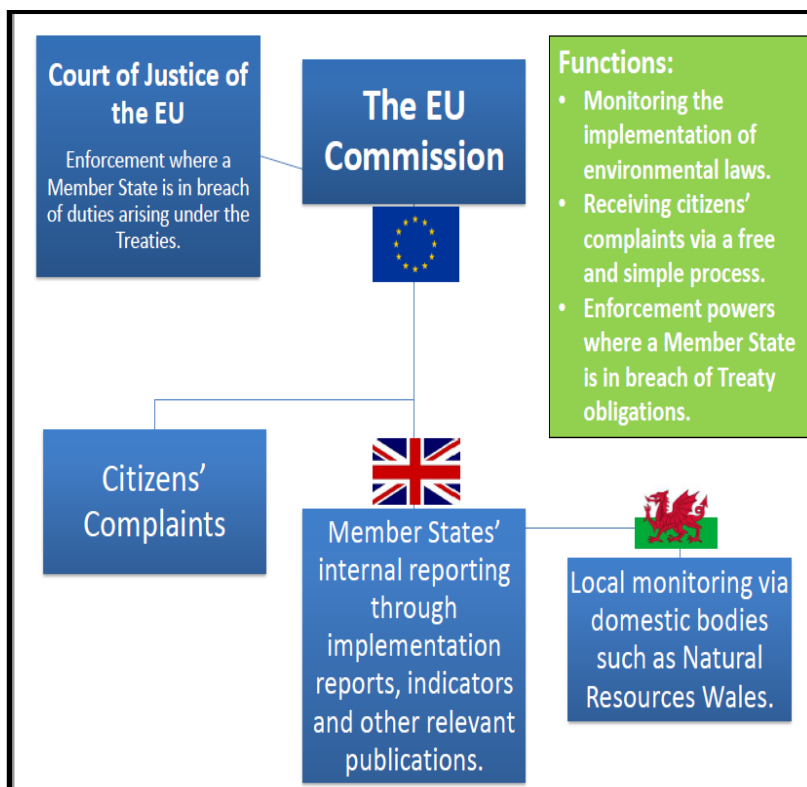 Court of Justice of
the EU
Enforcement where a
Member State is in breach
of duties arising under the
Treaties.
The EU
Commission
Functions:
• Monitoring the
implementation of
environmental laws.
• Receiving citizens’
complaints via a free
and simple process.
• Enforcement powers
where a Member State
is in breach of Treaty
obligations.
Citizens’
Complaints
Member States’
internal reporting
through
implementation
reports, indicators
and other relevant
publications.
Local monitoring via
domestic bodies
such as Natural
Resources Wales.